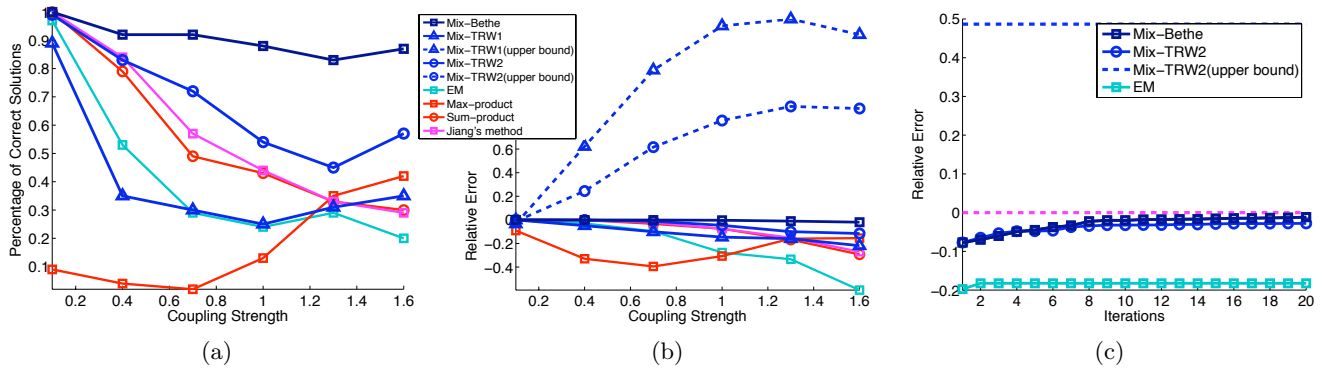 Percentage of Correct Solutions
1
0.9
0.8
0.7
0.6
0.5
0.4
0.3
0.2
0.1
0.2 0.4 0.6 0.8 1 1.2 1.4 1.6
Coupling Strength
(a)
Mix−Bethe
Mix−TRW1
Mix−TRW1(upper bound)
Mix−TRW2
Mix−TRW2(upper bound)
EM
Max−product
Sum−product
Jiang's method
Relative Error
0.6
0.4
0.2
0
−0.2
−0.4
0.2 0.4 0.6 0.8 1 1.2 1.4 1.6
Coupling Strength
(b)
Relative Error
0.5
0.4
0.3
0.2
0.1
0
−0.1
−0.2
2 4 6 8 10 12 14 16 18 20
Iterations
Mix−Bethe
Mix−TRW2
Mix−TRW2(upper bound)
EM
(c)